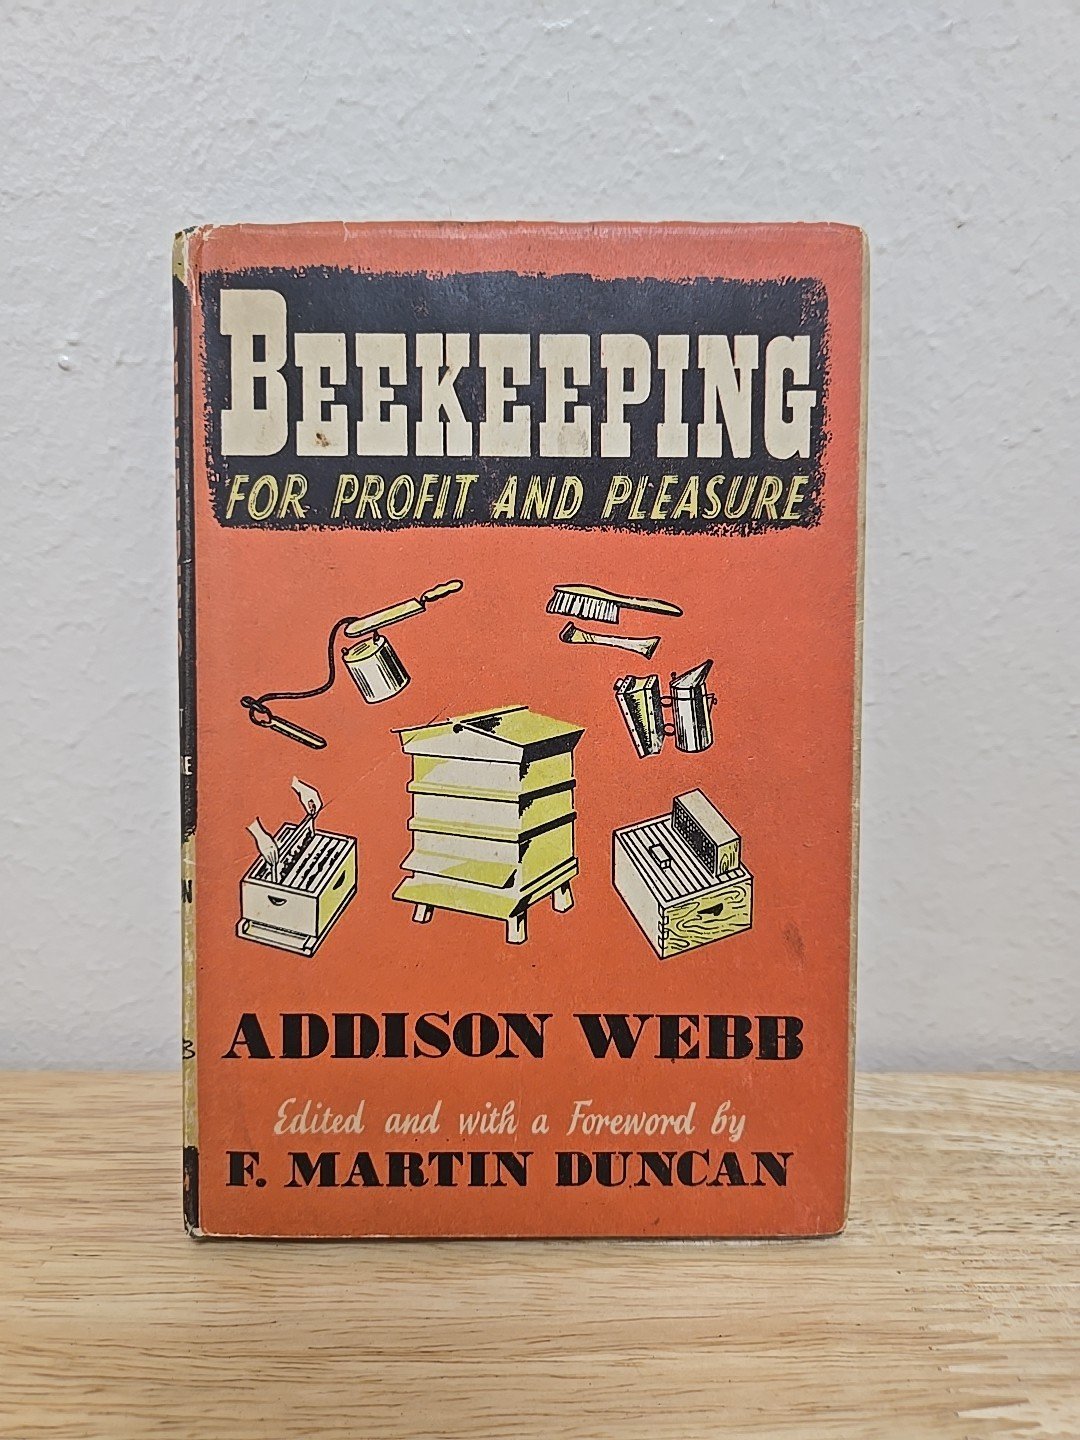 BEEKEEPING
FOR PROFIT AND PLEASURE
ADDISON WEBB
Edited and with a Foreword by
F. MARTIN DUNCAN